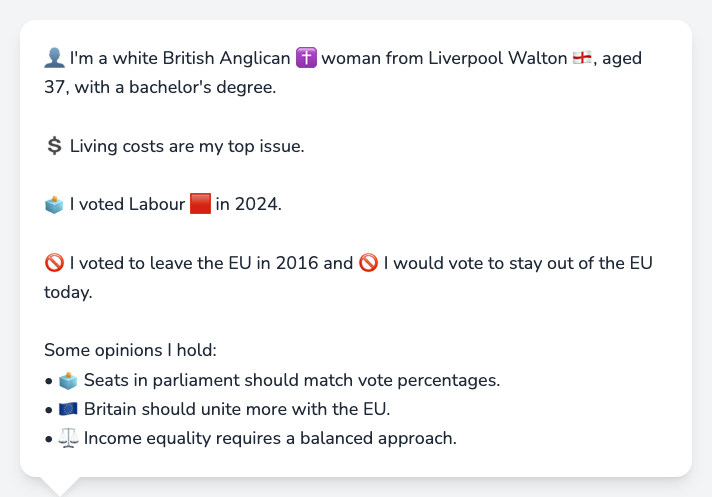 👤 I'm a white British Anglican ✝️ woman from Liverpool Walton 🏴󠁧󠁢󠁥󠁮󠁧󠁿, aged
37, with a bachelor's degree.
💲 Living costs are my top issue.
🗳️ I voted Labour 🟥 in 2024.
🚫 I voted to leave the EU in 2016 and 🚫 I would vote to stay out of the EU
today.
Some opinions I hold:
• 🗳️ Seats in parliament should match vote percentages.
• 🇪🇺 Britain should unite more with the EU.
• ⚖️ Income equality requires a balanced approach.